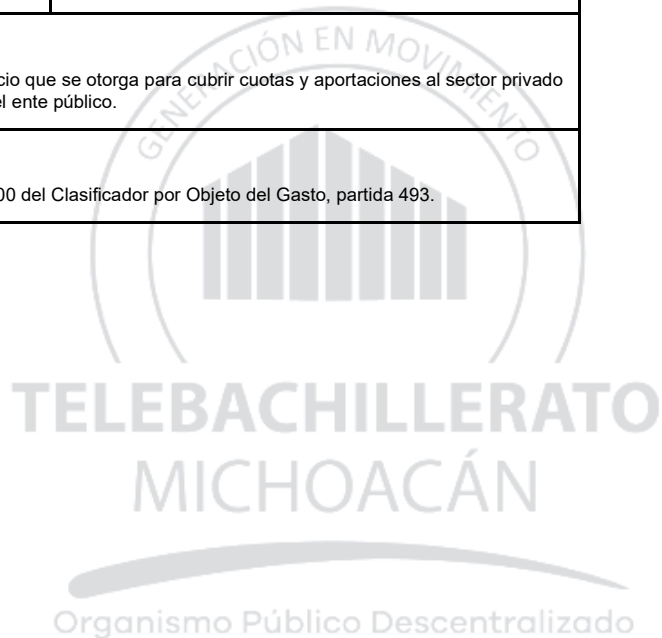 GENERACIÓN EN MOVIMIENTO
cio que se otorga para cubrir cuotas y aportaciones al sector privado
el ente público.
00 del Clasificador por Objeto del Gasto, partida 493.
TELEBACHILLERATO
MICHOACÁN
Organismo Público Descentralizado